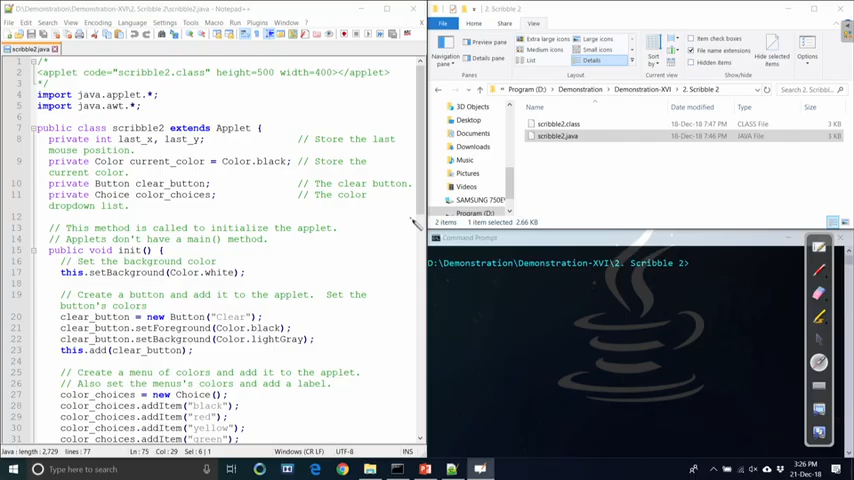 D:\Demonstration\Demonstration-XVI\2. Scribble 2\scribble2.java - Notepad++
File Edit Search View Encoding Language Settings Tools Macro Run Plugins Window ?
scribble2.java
1 /*
2 <applet code="scribble2.class" height=500 width=400></applet>
3 */
4 import java.applet.*;
5 import java.awt.*;
6
7 public class scribble2 extends Applet {
8 private int last_x, last_y; // Store the last
mouse position.
9 private Color current_color = Color.black; // Store the
current color.
10 private Button clear_button; // The clear button.
11 private Choice color_choices; // The color
dropdown list.
12
13 // This method is called to initialize the applet.
14 // Applets don't have a main() method.
15 public void init() {
16 // Set the background color
17 this.setBackground(Color.white);
18
19 // Create a button and add it to the applet. Set the
button's colors
20 clear_button = new Button("Clear");
21 clear_button.setForeground(Color.black);
22 clear_button.setBackground(Color.lightGray);
23 this.add(clear_button);
24
25 // Create a menu of colors and add it to the applet.
26 // Also set the menus's colors and add a label.
27 color_choices = new Choice();
28 color_choices.addItem("black");
29 color_choices.addItem("red");
30 color_choices.addItem("yellow");
31 color_choices.addItem("green");
Java length : 2,729 lines : 77 Ln : 75 Col : 29 Sel : 6 | 1 Windows (CR LF) UTF-8 INS
2. Scribble 2
File Home Share View
Navigation pane
Preview pane
Details pane
Panes
Extra large icons Large icons
Medium icons Small icons
List Details
Layout
Sort by
Current view
Item check boxes
File name extensions
Hidden items
Hide selected items
Show/hide
Options
Program (D:) > Demonstration > Demonstration-XVI > 2. Scribble 2
Search 2...
3D Objects
Desktop
Documents
Downloads
Music
Pictures
Videos
SAMSUNG 750EV
Program (D:)
Name Date modified Type Size
scribble2.class 18-Dec-18 7:47 PM CLASS File 3 KB
scribble2.java 18-Dec-18 7:46 PM JAVA File 3 KB
2 items 1 item selected 2.66 KB
Command Prompt
D:\Demonstration\Demonstration-XVI\2. Scribble 2>
Type here to search
3:26 PM
21-Dec-18